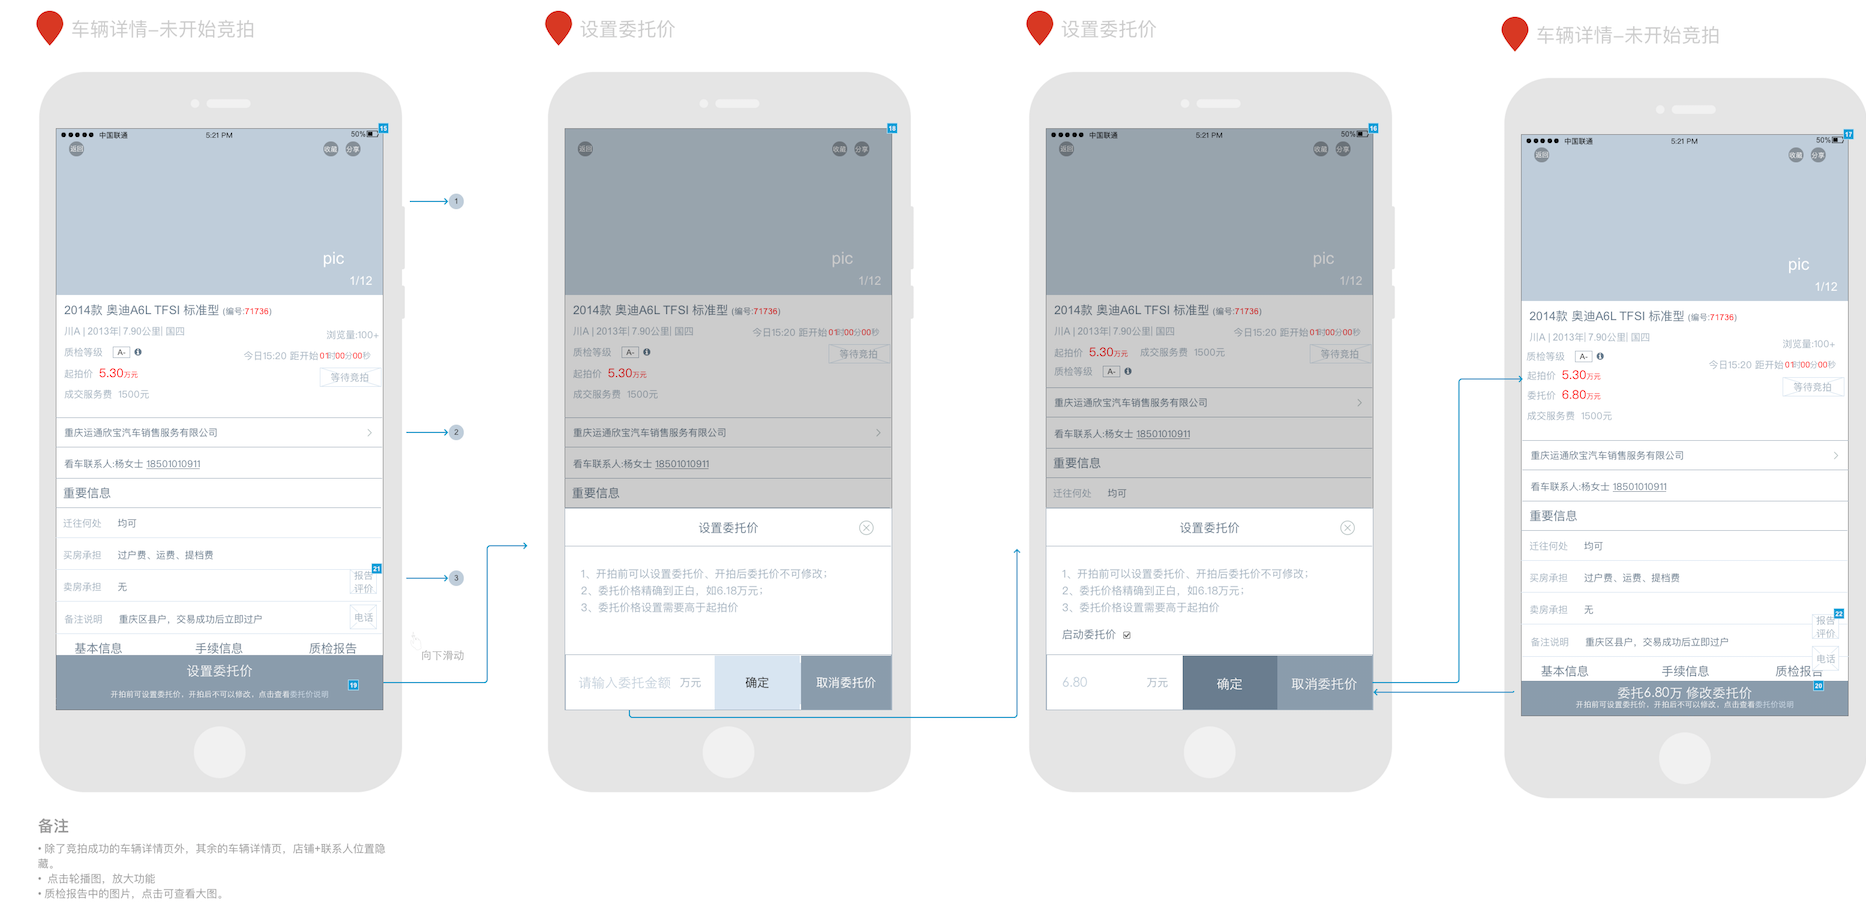 车辆详情-未开始竞拍
中国联通 5:21 PM 50% 15
返回 收藏 分享
1
pic
1/12
2014款 奥迪A6L TFSI 标准型 (编号:71736)
川A | 2013年| 7.90公里| 国四
浏览量:100+
质检等级 A-
今日15:20 距开始01时00分00秒
起拍价 5.30万元
等待竞拍
成交服务费 1500元
重庆运通欣宝汽车销售服务有限公司
2
看车联系人:杨女士 18501010911
重要信息
迁往何处 均可
买房承担 过户费、运费、提档费
21
卖房承担 无
报告
评价
3
备注说明 重庆区县户，交易成功后立即过户
电话
基本信息 手续信息 质检报告
向下滑动
设置委托价
开拍前可设置委托价、开拍后不可以修改、点击查看委托价说明
19
设置委托价
18
返回 收藏 分享
pic
1/12
2014款 奥迪A6L TFSI 标准型 (编号:71736)
川A | 2013年| 7.90公里| 国四
今日15:20 距开始01时00分00秒
质检等级 A-
等待竞拍
起拍价 5.30万元
成交服务费 1500元
重庆运通欣宝汽车销售服务有限公司
看车联系人:杨女士 18501010911
重要信息
设置委托价
1、开拍前可以设置委托价、开拍后委托价不可修改；
2、委托价格精确到正白，如6.18万元；
3、委托价格设置需要高于起拍价
请输人委托金额 万元 确定 取消委托价
设置委托价
中国联通 5:21 PM 50% 16
返回 收藏 分享
pic
1/12
2014款 奥迪A6L TFSI 标准型 (编号:71736)
川A | 2013年| 7.90公里| 国四
今日15:20 距开始01时00分00秒
起拍价 5.30万元 成交服务费 1500元
等待竞拍
质检等级 A-
重庆运通欣宝汽车销售服务有限公司
看车联系人:杨女士 18501010911
重要信息
迁往何处 均可
设置委托价
1、开拍前可以设置委托价、开拍后委托价不可修改；
2、委托价格精确到正白，如6.18万元；
3、委托价格设置需要高于起拍价
启动委托价
6.80 万元 确定 取消委托价
车辆详情-未开始竞拍
中国联通 5:21 PM 50% 17
返回 收藏 分享
pic
1/12
2014款 奥迪A6L TFSI 标准型 (编号:71736)
川A | 2013年| 7.90公里| 国四
浏览量:100+
质检等级 A-
今日15:20 距开始01时00分00秒
起拍价 5.30万元
等待竞拍
委托价 6.80万元
成交服务费 1500元
重庆运通欣宝汽车销售服务有限公司
看车联系人:杨女士 18501010911
重要信息
迁往何处 均可
买房承担 过户费、运费、提档费
卖房承担 无
22
报告
评价
备注说明 重庆区县户，交易成功后立即过户
电话
基本信息 手续信息 质检报告
20
委托6.80万 修改委托价
开拍前可设置委托价、开拍后不可以修改、点击查看委托价说明
备注
• 除了竞拍成功的车辆详情页外，其余的车辆详情页，店铺+联系人位置隐
藏。
• 点击轮播图，放大功能
• 质检报告中的图片，点击可查看大图。